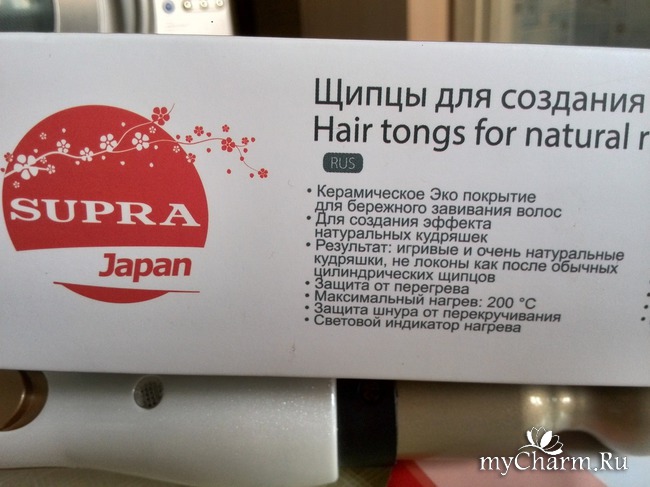 SUPRA
Japan
Щипцы для создания
Hair tongs for natural r
RUS
• Керамическое Эко покрытие
для бережного завивания волос
• Для создания эффекта
натуральных кудряшек
• Результат: игривые и очень натуральные
кудряшки, не локоны как после обычных
цилиндрических щипцов
• Защита от перегрева
• Максимальный нагрев: 200 °C
• Защита шнура от перекручивания
• Световой индикатор нагрева
myCharm.Ru